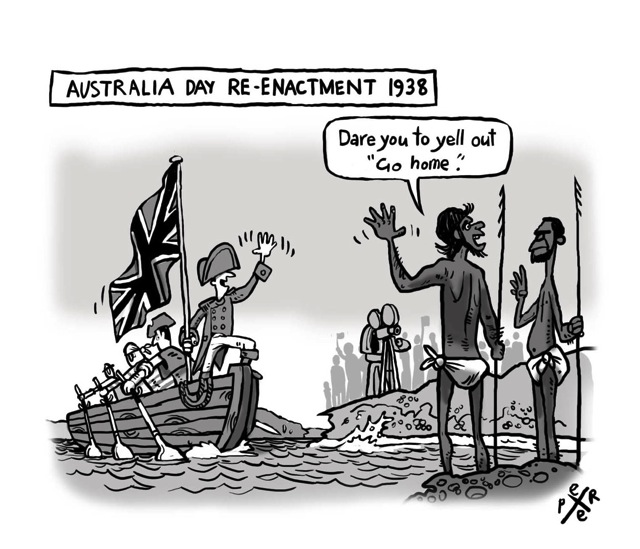 AUSTRALIA DAY RE-ENACTMENT 1938
Dare you to yell out
"Go home".